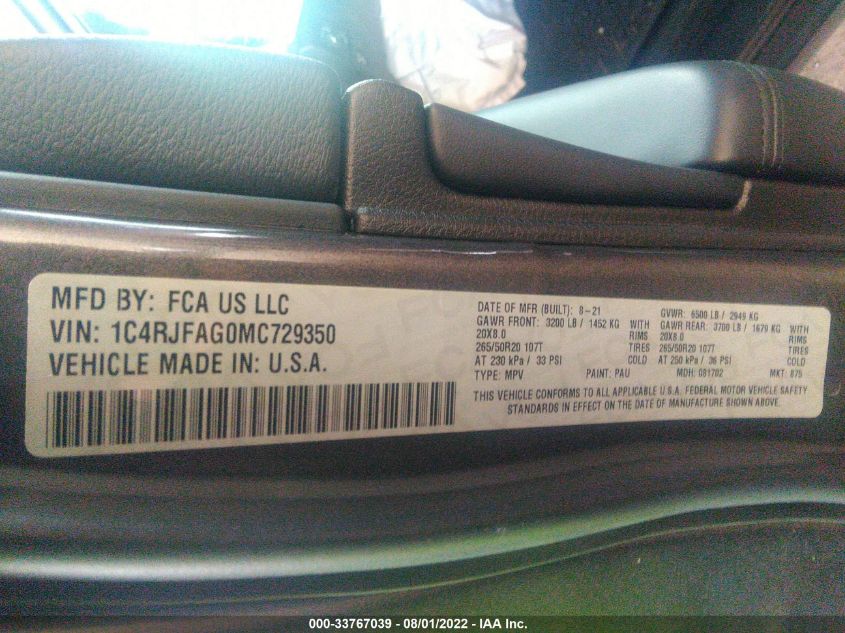 MFD BY: FCA US LLC
VIN: 1C4RJFAG0MC729350
VEHICLE MADE IN: U.S.A.
DATE OF MFR (BUILT): 8-21 GVWR: 6500 LB / 2949 KG
GAWR FRONT: 3200 LB / 1452 KG WITH GAWR REAR: 3700 LB / 1679 KG WITH
20X8.0 RIMS 20X8.0 RIMS
265/50R20 107T TIRES 265/50R20 107T TIRES
AT 230 kPa / 33 PSI COLD AT 250 kPa / 36 PSI COLD
TYPE: MPV PAINT: PAU MDH: 081702 MKT: 875
THIS VEHICLE CONFORMS TO ALL APPLICABLE U.S.A. FEDERAL MOTOR VEHICLE SAFETY
STANDARDS IN EFFECT ON THE DATE OF MANUFACTURE SHOWN ABOVE.
000-33767039 - 08/01/2022 - IAA Inc.